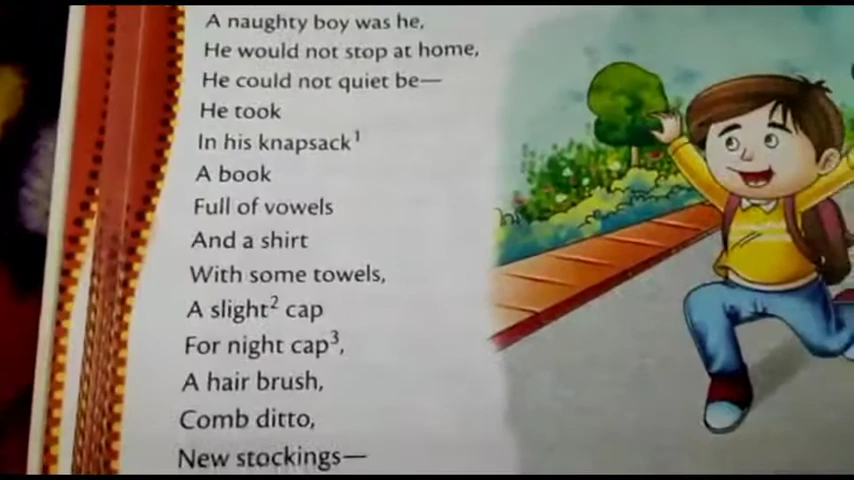 A naughty boy was he,
He would not stop at home,
He could not quiet be—
He took
In his knapsack¹
A book
Full of vowels
And a shirt
With some towels,
A slight² cap
For night cap³,
A hair brush,
Comb ditto,
New stockings—